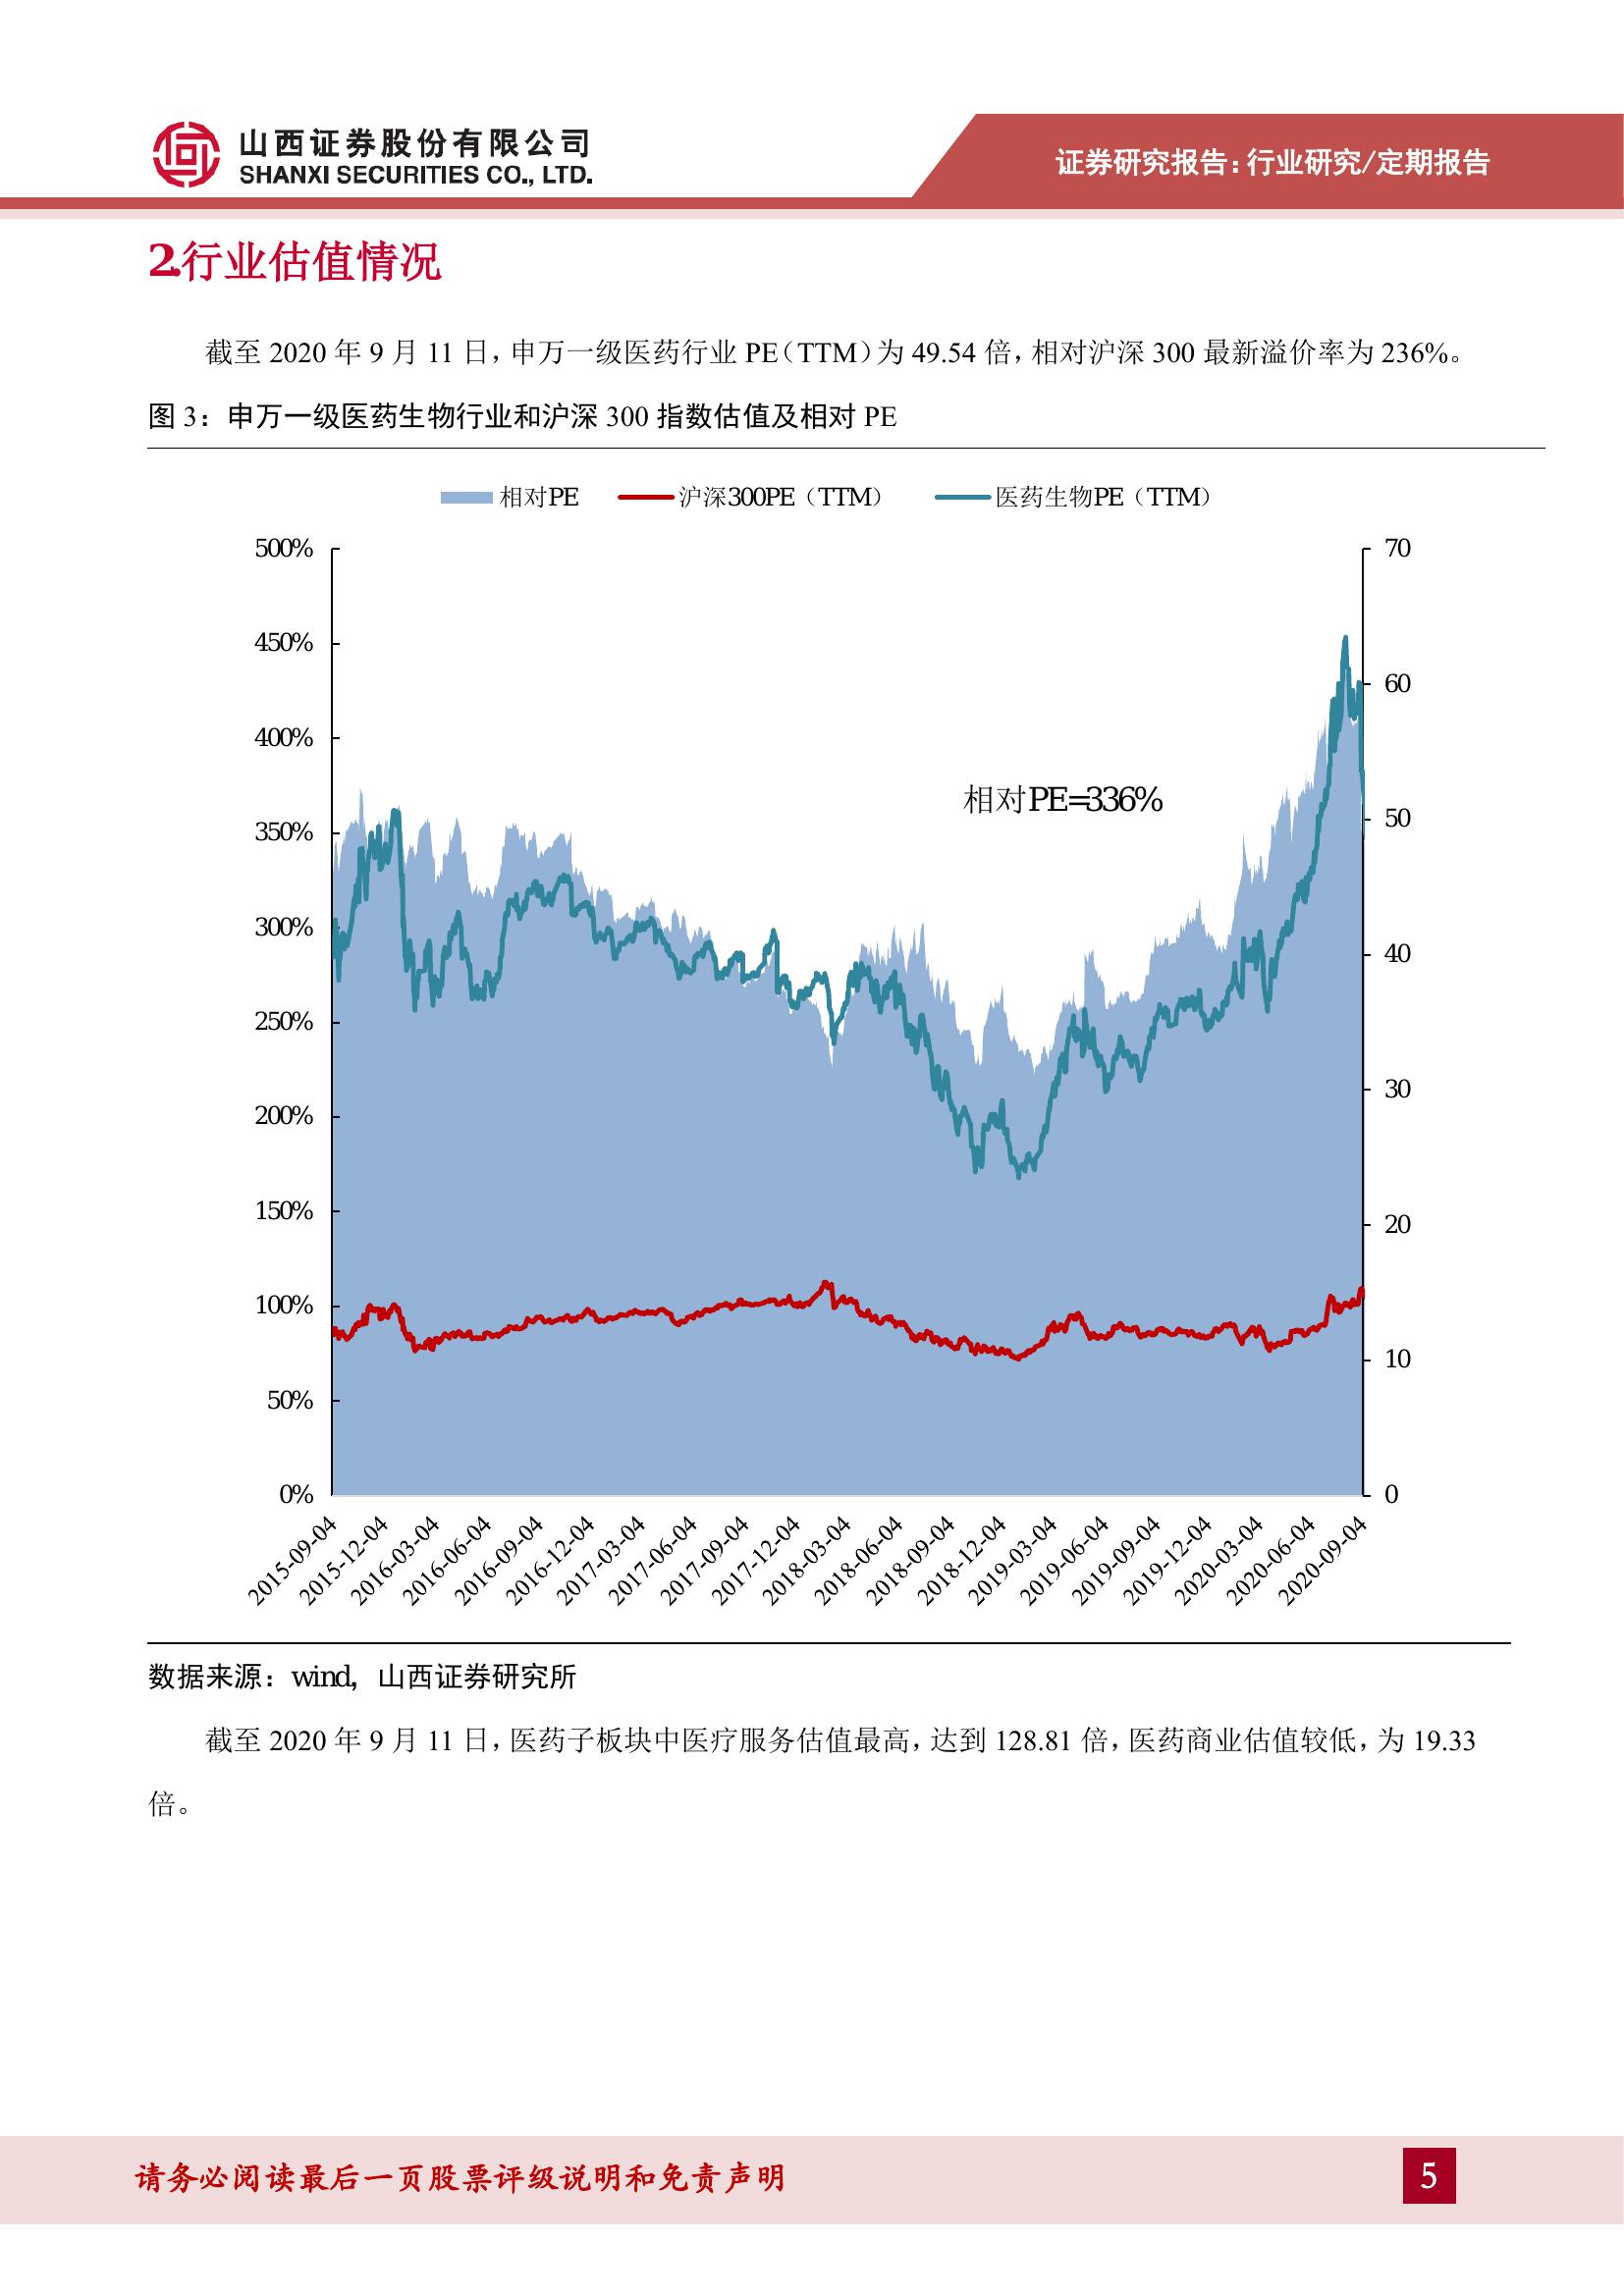 山西证券股份有限公司
SHANXI SECURITIES CO., LTD.
证券研究报告：行业研究/定期报告
2.行业估值情况
截至 2020 年 9 月 11 日，申万一级医药行业 PE（TTM）为 49.54 倍，相对沪深 300 最新溢价率为 236%。
图 3：申万一级医药生物行业和沪深 300 指数估值及相对 PE
相对PE 沪深300PE（TTM） 医药生物PE（TTM）
500% 70
450%
60
400%
相对PE=336%
350% 50
300%
40
250%
30
200%
20
150%
100%
10
50%
0% 0
2015-09-04 2015-12-04 2016-03-04 2016-06-04 2016-09-04 2016-12-04 2017-03-04 2017-06-04 2017-09-04 2017-12-04 2018-03-04 2018-06-04 2018-09-04 2018-12-04 2019-03-04 2019-06-04 2019-09-04 2019-12-04 2020-03-04 2020-06-04 2020-09-04
数据来源：wind，山西证券研究所
截至 2020 年 9 月 11 日，医药子板块中医疗服务估值最高，达到 128.81 倍，医药商业估值较低，为 19.33
倍。
请务必阅读最后一页股票评级说明和免责声明
5